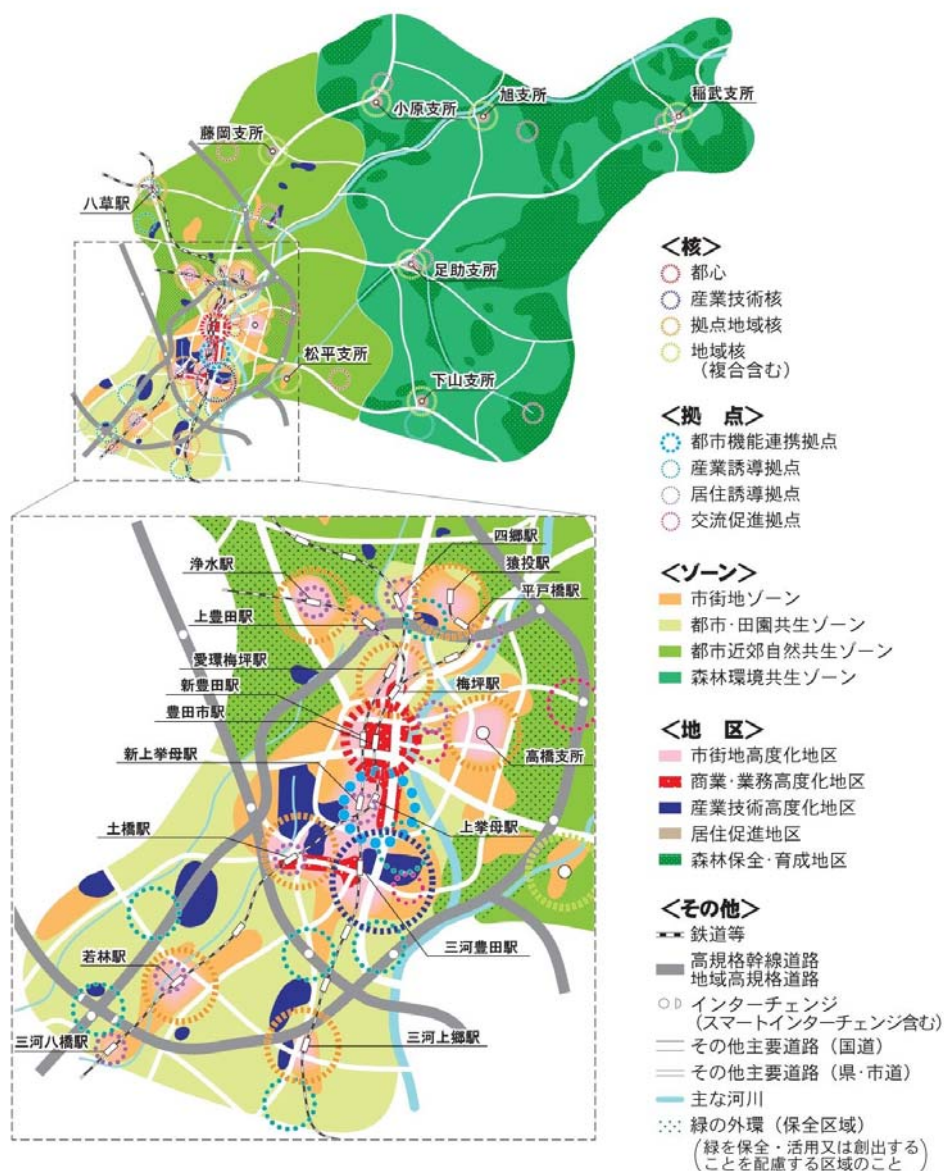 小原支所
旭支所
稲武支所
藤岡支所
八草駅
足助支所
松平支所
下山支所
四郷駅
浄水駅
猿投駅
平戸橋駅
上豊田駅
愛環梅坪駅
梅坪駅
新豊田駅
豊田市駅
高橋支所
新上挙母駅
上挙母駅
土橋駅
三河豊田駅
若林駅
三河八橋駅
三河上郷駅
<核>
都心
産業技術核
拠点地域核
地域核
(複合含む)
<拠 点>
都市機能連携拠点
産業誘導拠点
居住誘導拠点
交流促進拠点
<ゾーン>
市街地ゾーン
都市・田園共生ゾーン
都市近郊自然共生ゾーン
森林環境共生ゾーン
<地 区>
市街地高度化地区
商業・業務高度化地区
産業技術高度化地区
居住促進地区
森林保全・育成地区
<その他>
鉄道等
高規格幹線道路
地域高規格道路
インターチェンジ
(スマートインターチェンジ含む)
その他主要道路(国道)
その他主要道路(県・市道)
主な河川
緑の外環(保全区域)
(緑を保全・活用又は創出する
ことを配慮する区域のこと)